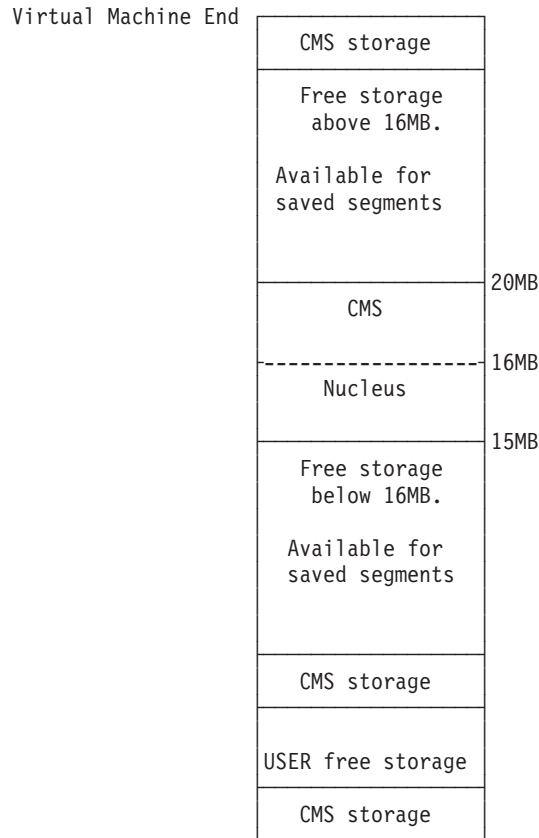 Virtual Machine End
CMS storage
Free storage
above 16MB.
Available for
saved segments
20MB
CMS
16MB
Nucleus
15MB
Free storage
below 16MB.
Available for
saved segments
CMS storage
USER free storage
CMS storage